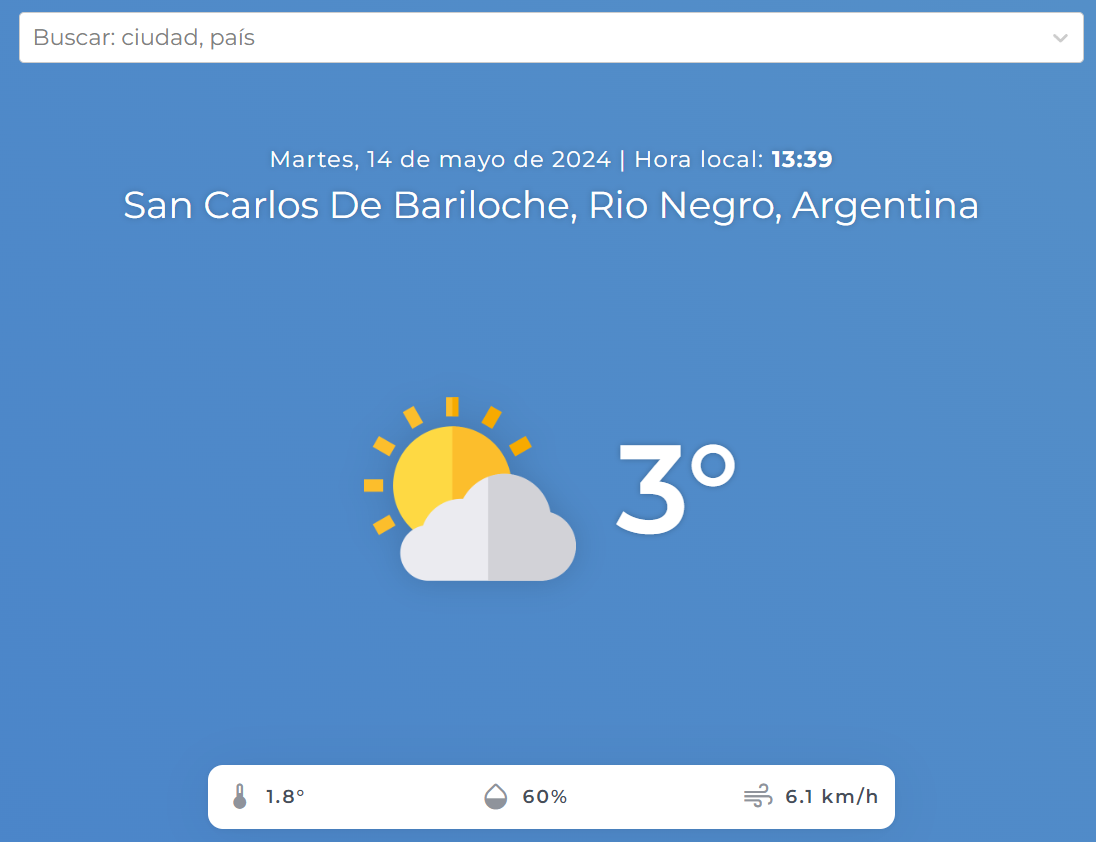 Buscar: ciudad, país
Martes, 14 de mayo de 2024 | Hora local: 13:39
San Carlos De Bariloche, Rio Negro, Argentina
3°
1.8° 60% 6.1 km/h